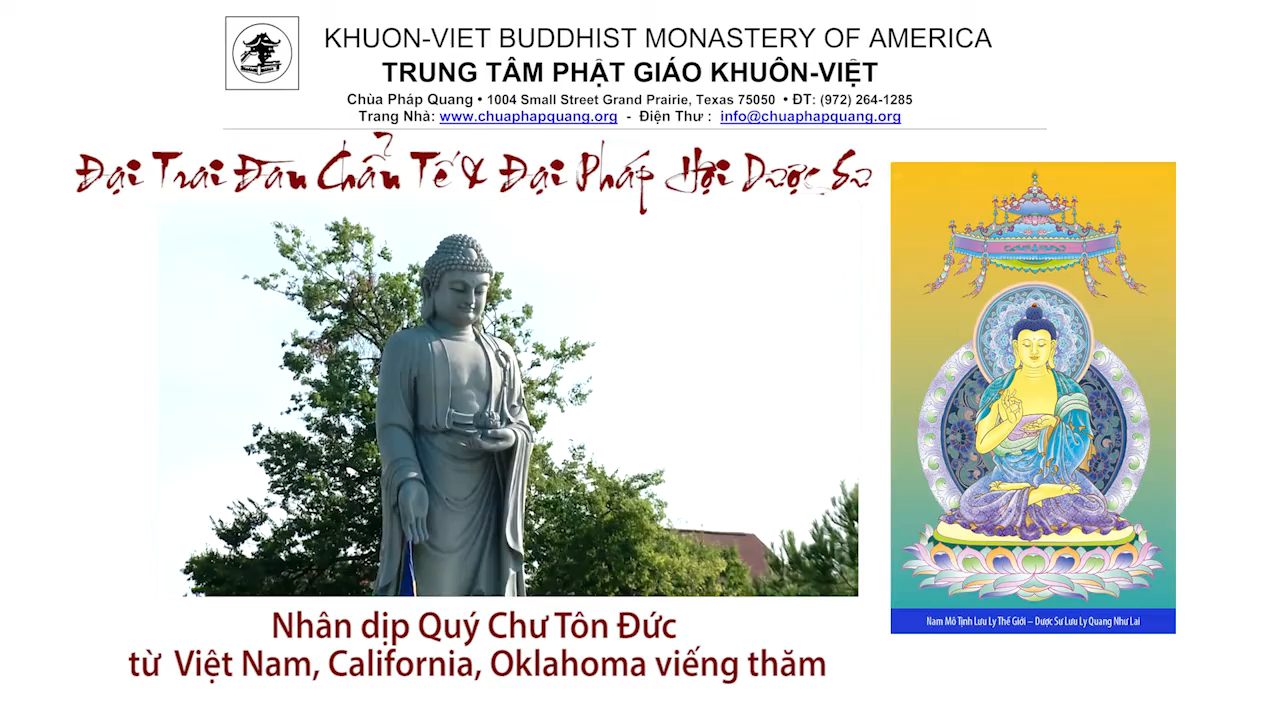 KHUON-VIET BUDDHIST MONASTERY OF AMERICA
TRUNG TÂM PHẬT GIÁO KHUÔN-VIỆT
Chùa Pháp Quang • 1004 Small Street Grand Prairie, Texas 75050 • ĐT: (972) 264-1285
Trang Nhà: www.chuaphapquang.org - Điện Thư : info@chuaphapquang.org
Đại Trai Đàn Chẩn Tế & Đại Pháp Hội Dược Sư
Nhân dịp Quý Chư Tôn Đức
từ Việt Nam, California, Oklahoma viếng thăm
Nam Mô Tịnh Lưu Ly Thế Giới – Dược Sư Lưu Ly Quang Như Lai